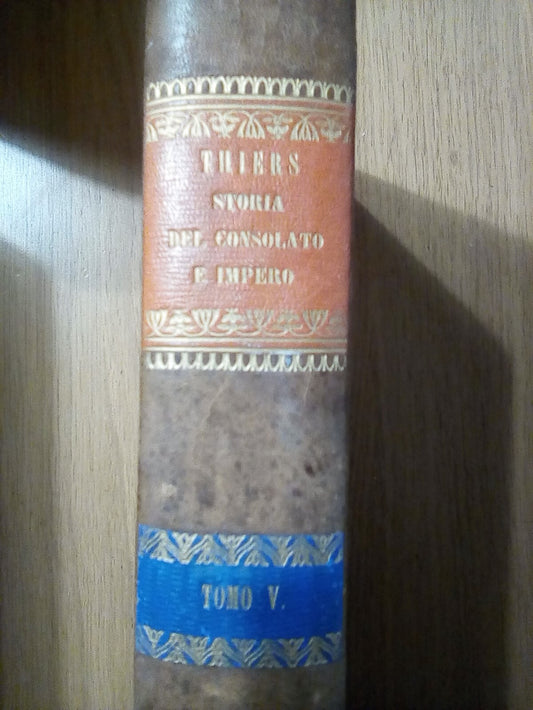 THIERS
STORIA
DEL CONSOLATO
E IMPERO
TOMO V.